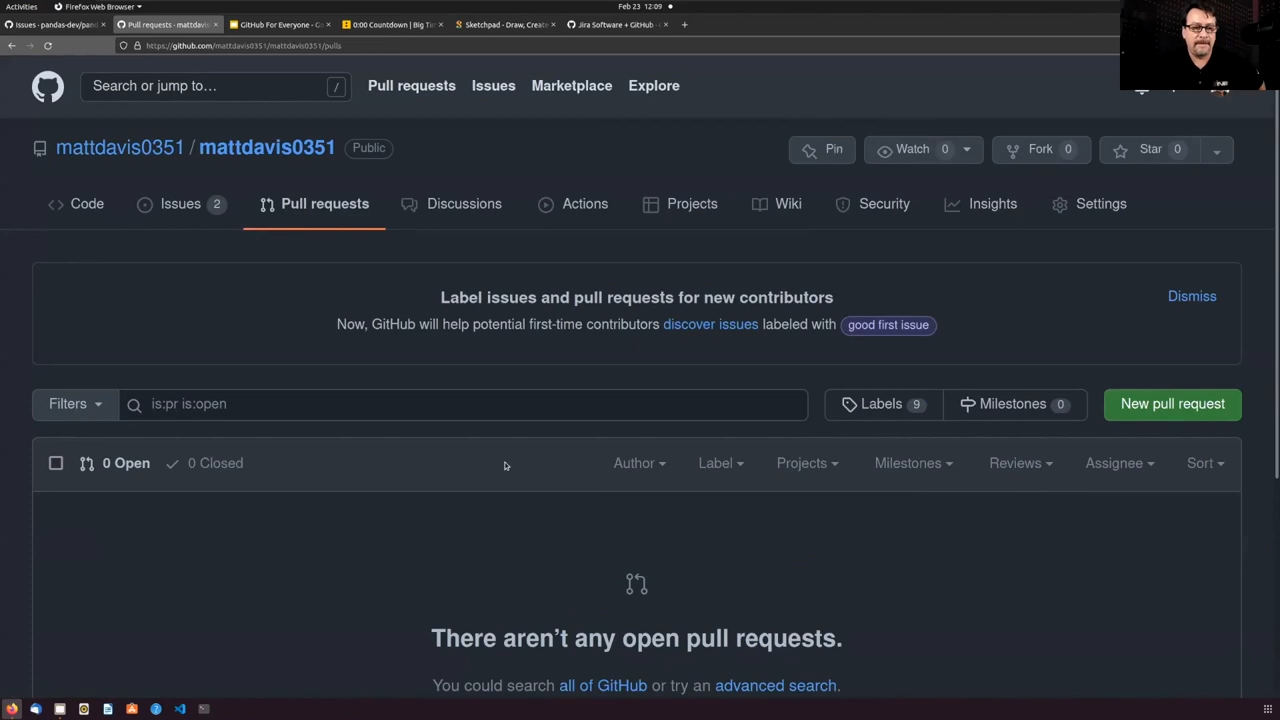 Activities
FireFox Web Browser
Feb 23 12:09
Issues · pandas-dev/pand
Pull requests · mattdavis
GitHub For Everyone - Go
0:00 Countdown | Big Te
Sketchpad - Draw, Create
Jira Software + GitHub -
https://github.com/mattdavis0351/mattdavis0351/pulls
Search or jump to…
/
Pull requests
Issues
Marketplace
Explore
mattdavis0351 / mattdavis0351
Public
Pin
Watch 0
Fork 0
Star 0
Code
Issues 2
Pull requests
Discussions
Actions
Projects
Wiki
Security
Insights
Settings
Label issues and pull requests for new contributors
Dismiss
Now, GitHub will help potential first-time contributors discover issues labeled with good first issue
Filters
is:pr is:open
Labels 9
Milestones 0
New pull request
0 Open
0 Closed
Author
Label
Projects
Milestones
Reviews
Assignee
Sort
There aren’t any open pull requests.
You could search all of GitHub or try an advanced search.